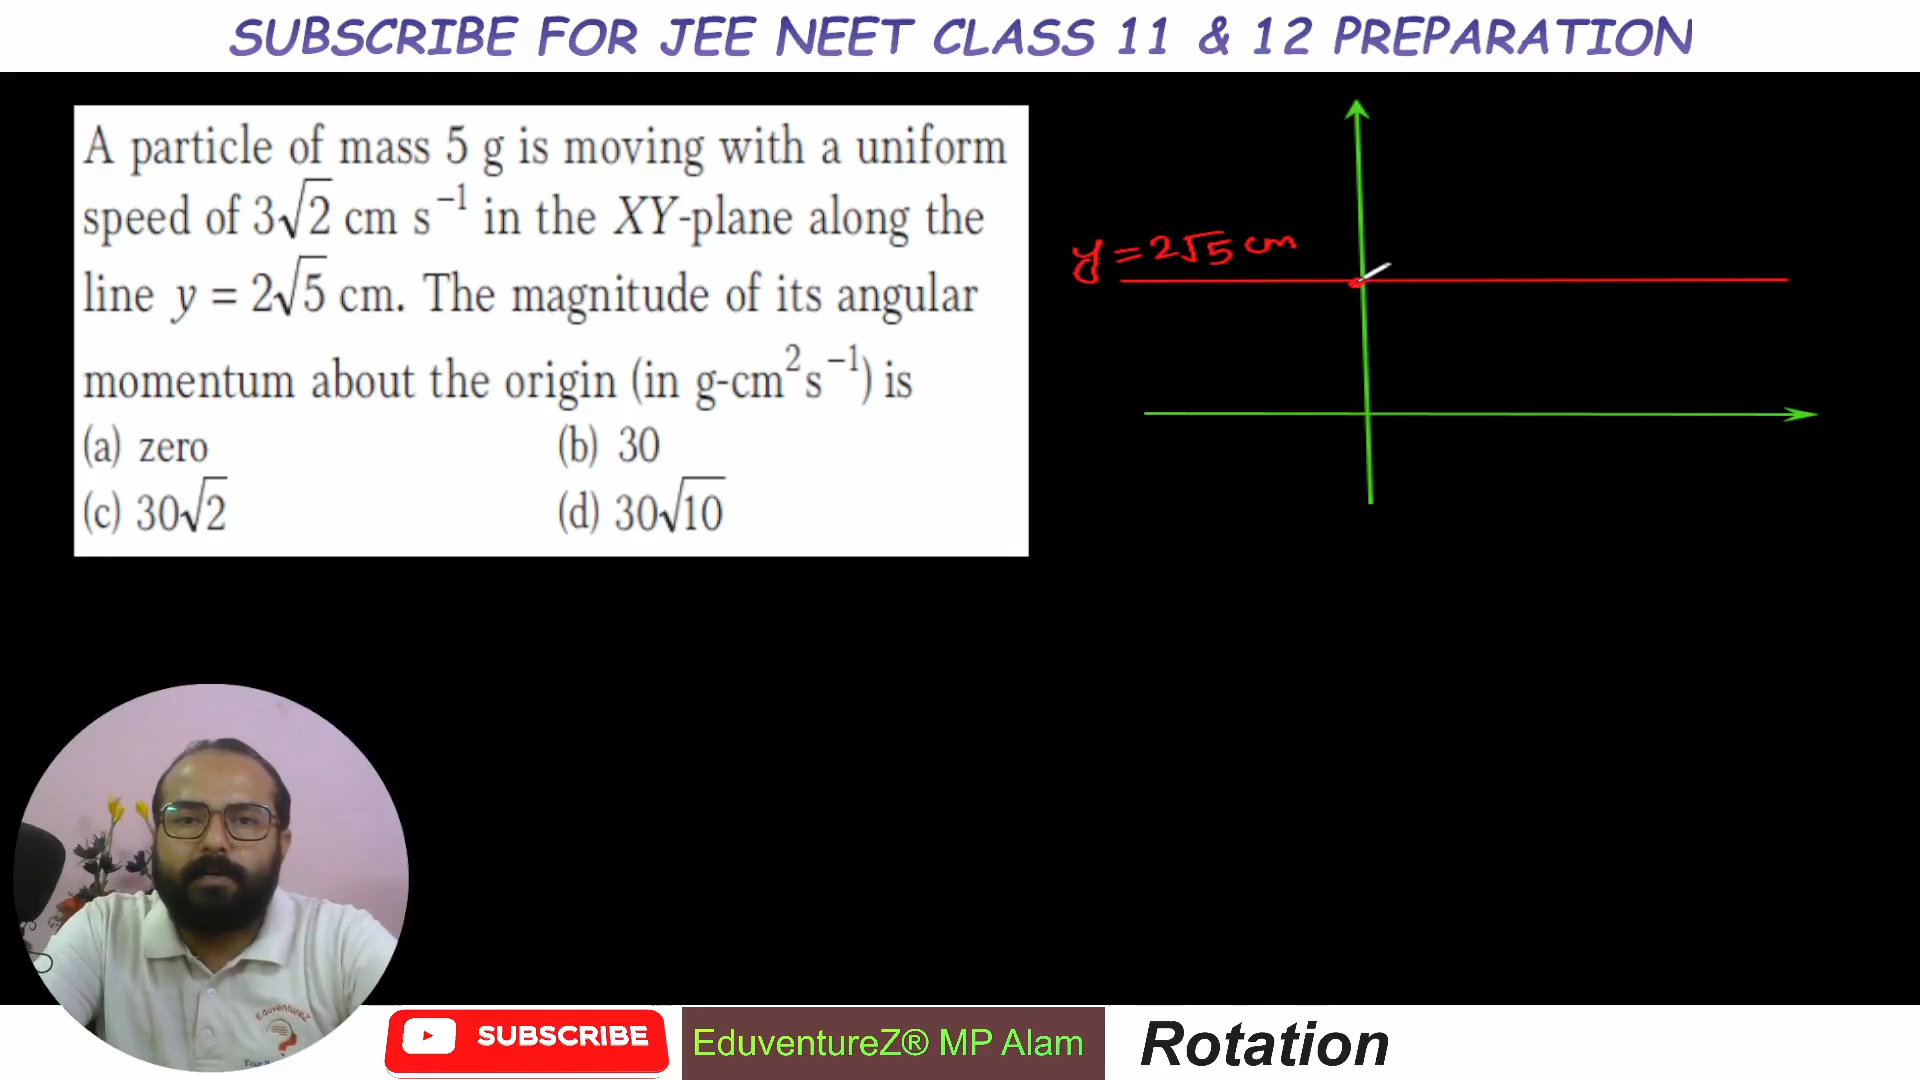 SUBSCRIBE FOR JEE NEET CLASS 11 & 12 PREPARATION
A particle of mass 5 g is moving with a uniform
speed of 3√2 cm s⁻¹ in the XY-plane along the
line y = 2√5 cm. The magnitude of its angular
momentum about the origin (in g-cm²s⁻¹) is
(a) zero (b) 30
(c) 30√2 (d) 30√10
y = 2√5 cm
EduventureZ
SUBSCRIBE
EduventureZ® MP Alam
Rotation